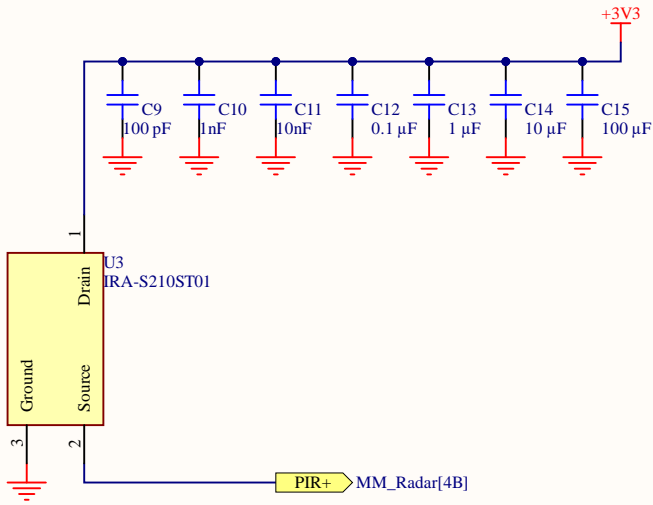 +3V3
C9
100 pF
C10
1nF
C11
10nF
C12
0.1 µF
C13
1 µF
C14
10 µF
C15
100 µF
1
U3
IRA-S210ST01
Drain
Ground
Source
3
2
PIR+
MM_Radar[4B]